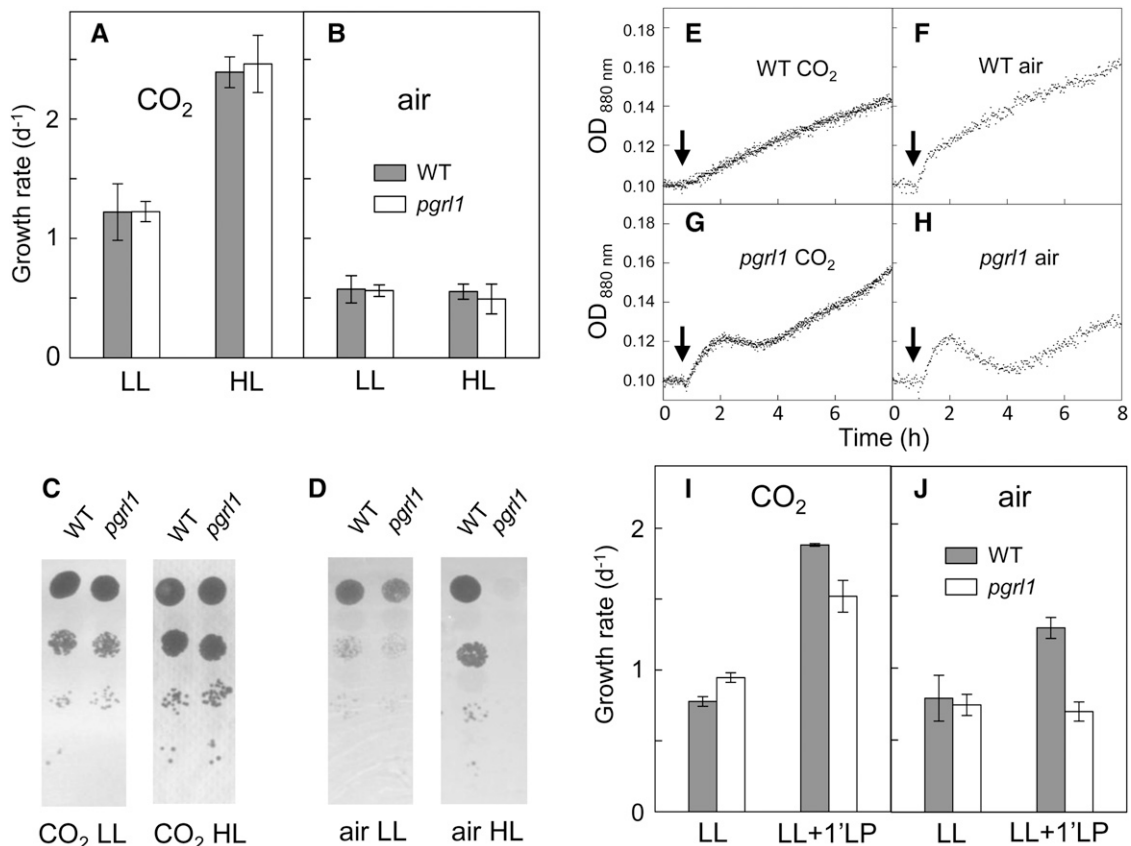 A
B
CO2
air
WT
pgrl1
Growth rate (d-1)
2
1
0
LL
HL
LL
HL
E
WT CO2
F
WT air
OD 880 nm
0.18
0.16
0.14
0.12
0.10
G
pgrl1 CO2
H
pgrl1 air
OD 880 nm
0.18
0.16
0.14
0.12
0.10
0 2 4 6 0 2 4 6 8
Time (h)
C
WT pgrl1 WT pgrl1
CO2 LL CO2 HL
D
WT pgrl1 WT pgrl1
air LL air HL
I
CO2
J
air
WT
pgrl1
Growth rate (d-1)
2
1
0
LL
LL+1'LP
LL
LL+1'LP